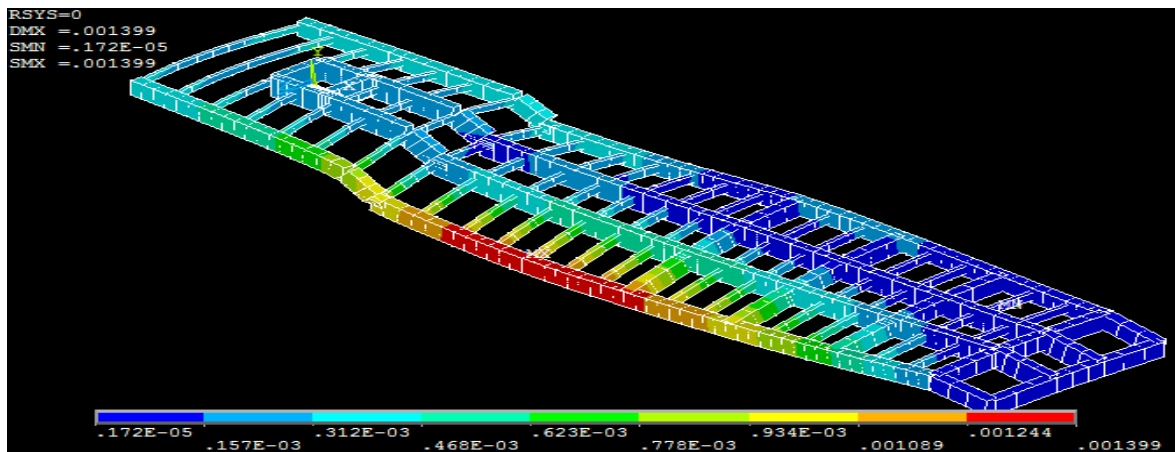 RSYS=0
DMX =.001399
SMN =.172E-05
SMX =.001399
Y
X
MN
.172E-05 .312E-03 .623E-03 .934E-03 .001244
.157E-03 .468E-03 .778E-03 .001089 .001399